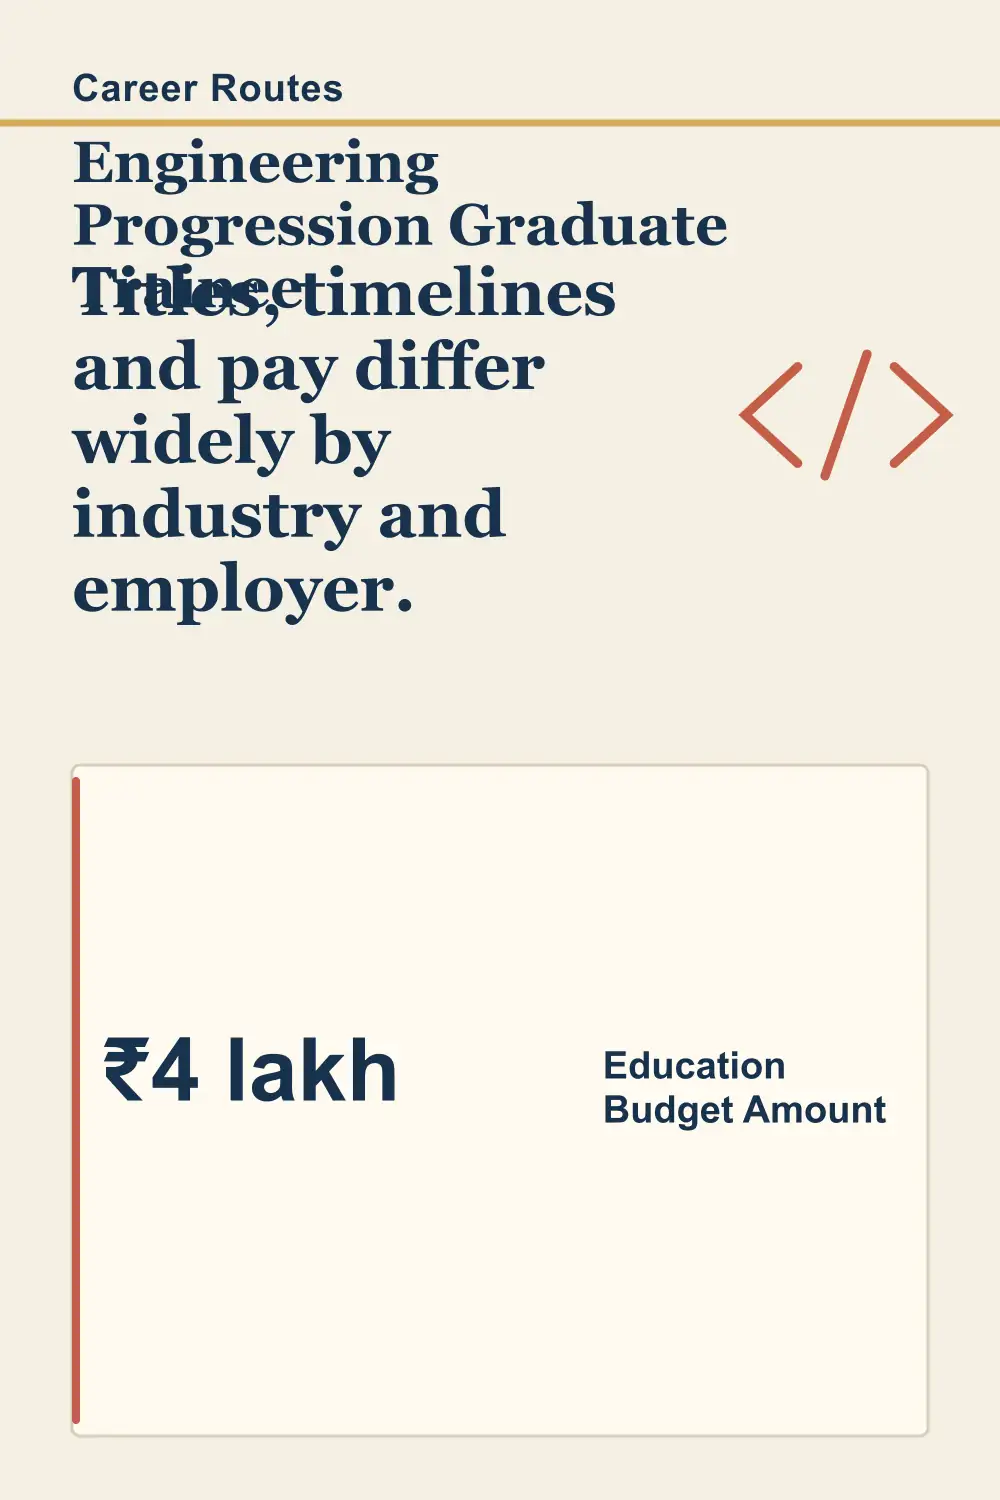 Career Routes
Engineering
Progression Graduate
Trainee
Titles, timelines
and pay differ
widely by
industry and
employer.
₹4 lakh
Education
Budget Amount